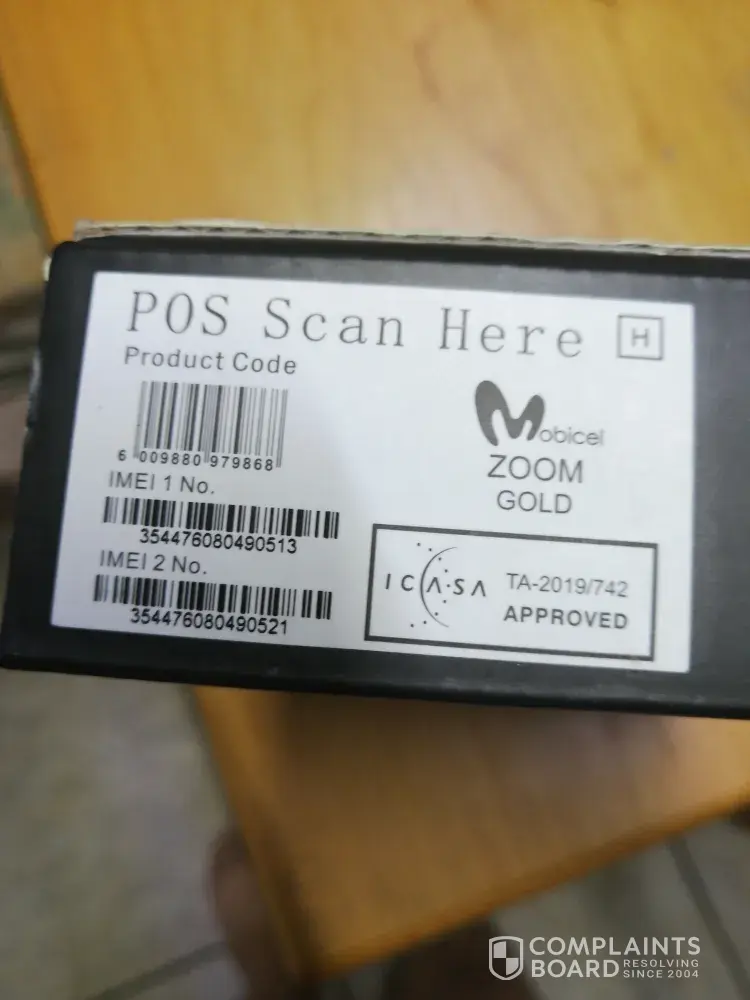 POS Scan Here H
Product Code
6 009880 979868
IMEI 1 No.
354476080490513
IMEI 2 No.
354476080490521
Mobicel
ZOOM
GOLD
ICASA TA-2019/742
APPROVED
COMPLAINTS
BOARD RESOLVING
SINCE 2004